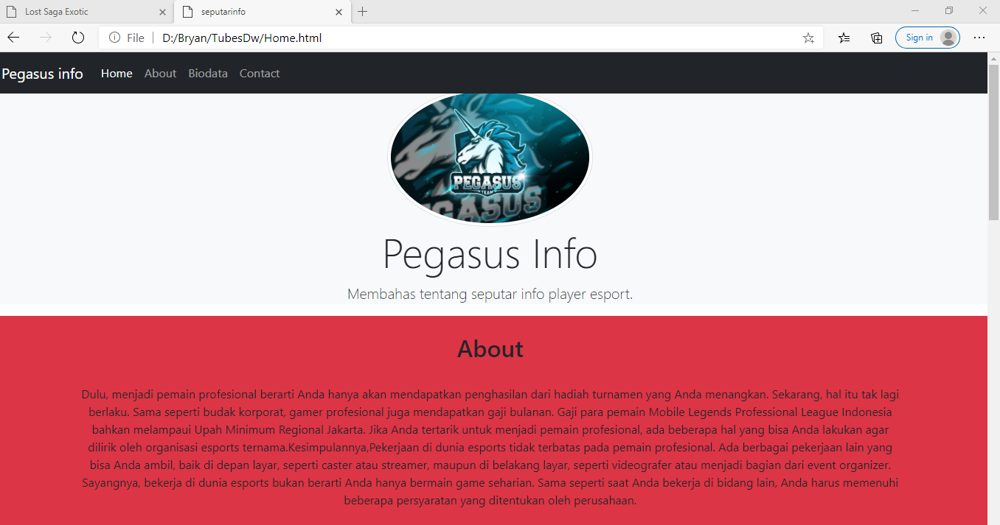 Lost Saga Exotic
seputarinfo
File
D:/Bryan/TubesDw/Home.html
Sign in
Pegasus info
Home
About
Biodata
Contact
PEGASUS
TEAM
GASUS
Pegasus Info
Membahas tentang seputar info player esport.
About
Dulu, menjadi pemain profesional berarti Anda hanya akan mendapatkan penghasilan dari hadiah turnamen yang Anda menangkan. Sekarang, hal itu tak lagi
berlaku. Sama seperti budak korporat, gamer profesional juga mendapatkan gaji bulanan. Gaji para pemain Mobile Legends Professional League Indonesia
bahkan melampaui Upah Minimum Regional Jakarta. Jika Anda tertarik untuk menjadi pemain profesional, ada beberapa hal yang bisa Anda lakukan agar
dilirik oleh organisasi esports ternama.Kesimpulannya,Pekerjaan di dunia esports tidak terbatas pada pemain profesional. Ada berbagai pekerjaan lain yang
bisa Anda ambil, baik di depan layar, seperti caster atau streamer, maupun di belakang layar, seperti videografer atau menjadi bagian dari event organizer.
Sayangnya, bekerja di dunia esports bukan berarti Anda hanya bermain game seharian. Sama seperti saat Anda bekerja di bidang lain, Anda harus memenuhi
beberapa persyaratan yang ditentukan oleh perusahaan.